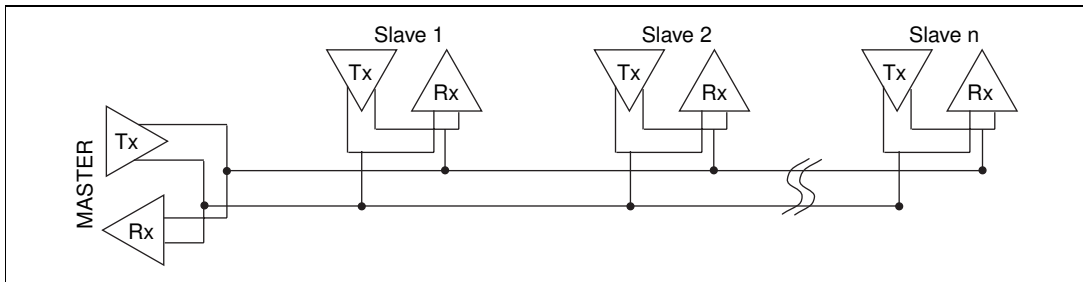 Slave 1
Slave 2
Slave n
Tx
Rx
Tx
Rx
Tx
Rx
MASTER
Tx
Rx